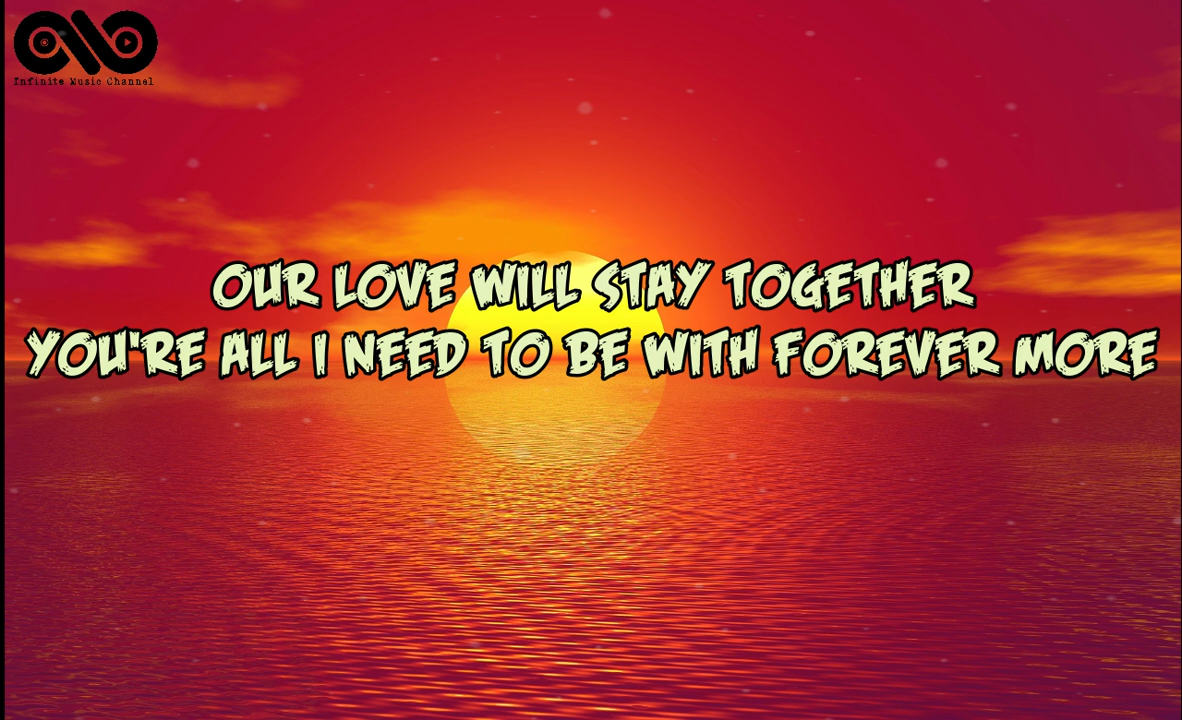 Infinite Music Channel
OUR LOVE WILL STAY TOGETHER
YOU'RE ALL I NEED TO BE WITH FOREVER MORE